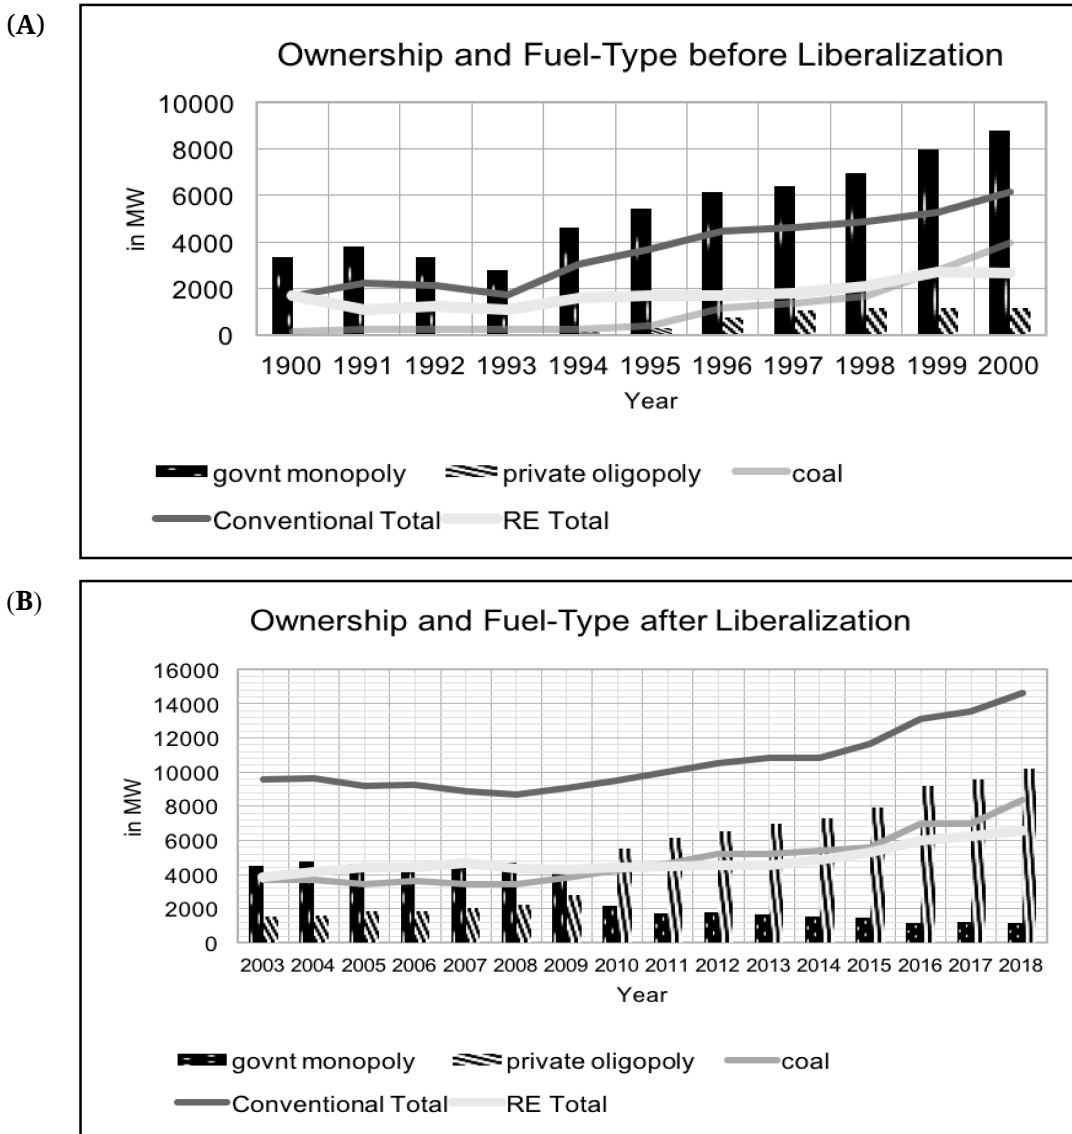 (A)
Ownership and Fuel-Type before Liberalization
10000
8000
6000
4000
2000
0
in MW
1900 1991 1992 1993 1994 1995 1996 1997 1998 1999 2000
Year
govnt monopoly private oligopoly coal
Conventional Total RE Total
(B)
Ownership and Fuel-Type after Liberalization
16000
14000
12000
10000
8000
6000
4000
2000
0
in MW
2003 2004 2005 2006 2007 2008 2009 2010 2011 2012 2013 2014 2015 2016 2017 2018
Year
govnt monopoly private oligopoly coal
Conventional Total RE Total